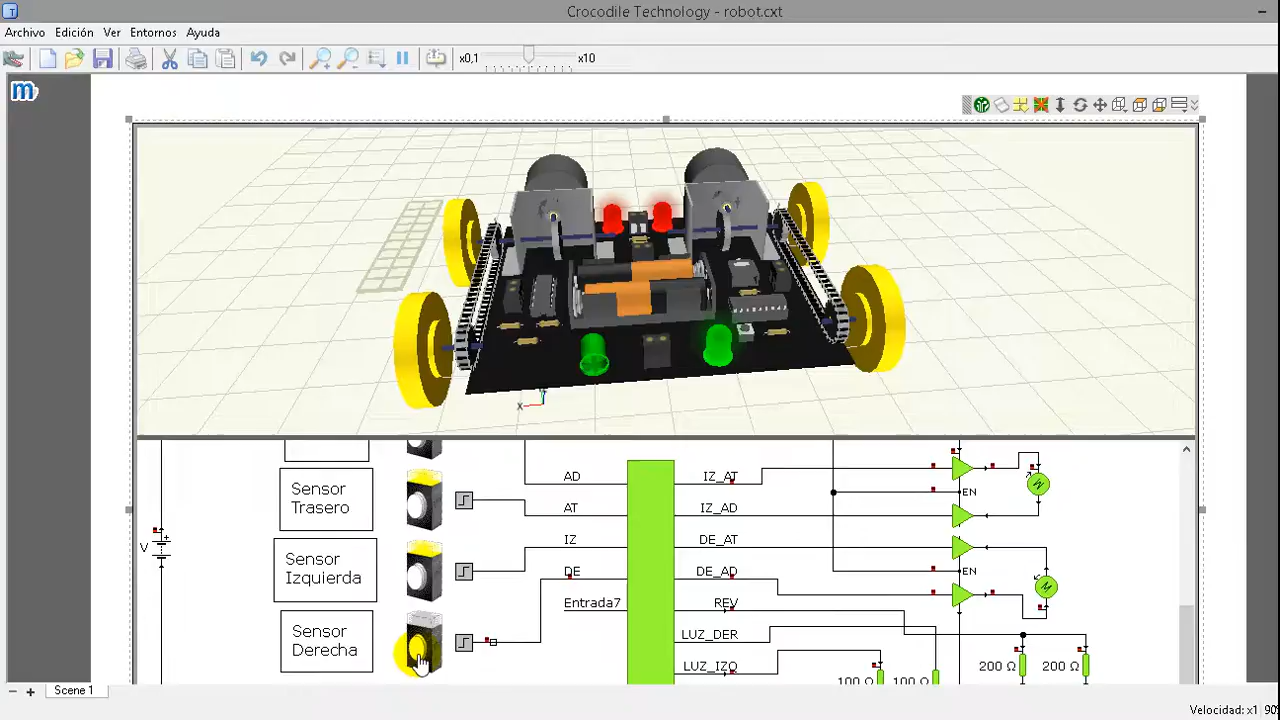 Crocodile Technology - robot.cxt
Archivo Edición Ver Entornos Ayuda
x0,1 x10
m
x
Sensor
Trasero
Sensor
Izquierda
Sensor
Derecha
V
AD
AT
IZ
DE
Entrada7
IZ_AT
IZ_AD
DE_AT
DE_AD
REV
LUZ_DER
LUZ_IZQ
EN
EN
200 Ω 200 Ω
100 Ω 100 Ω
Scene 1
Velocidad: x1 90